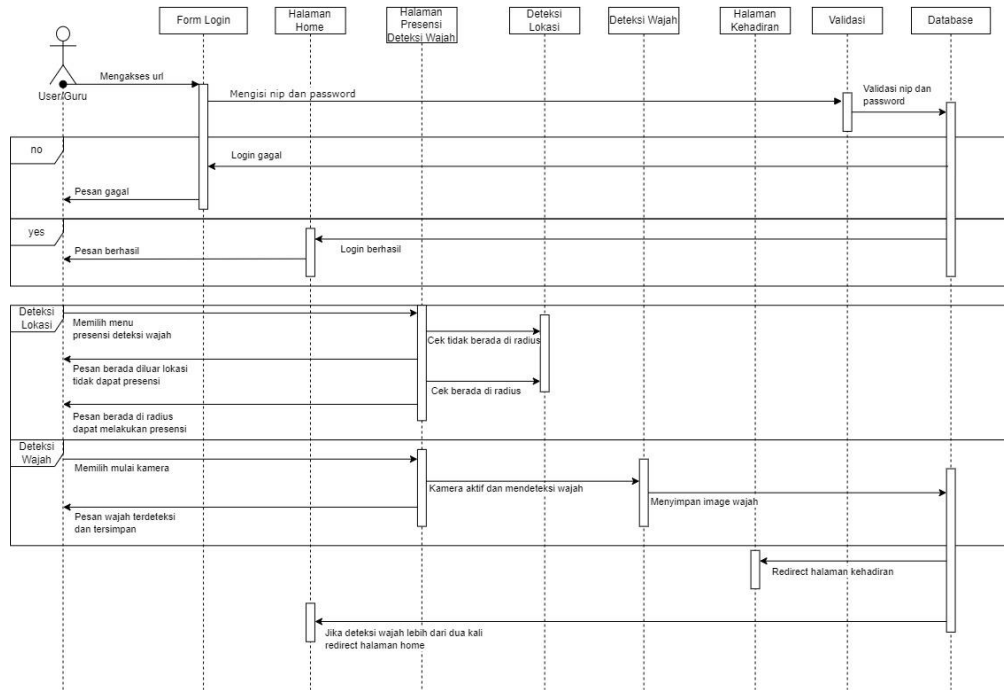 Form Login
Halaman
Home
Halaman
Presensi
Deteksi Wajah
Deteksi
Lokasi
Deteksi Wajah
Halaman
Kehadiran
Validasi
Database
User/Guru
Mengakses url
Mengisi nip dan password
Validasi nip dan
password
no
Login gagal
Pesan gagal
yes
Login berhasil
Pesan berhasil
Deteksi
Lokasi
Memilih menu
presensi deteksi wajah
Cek tidak berada di radius
Pesan berada diluar lokasi
tidak dapat presensi
Cek berada di radius
Pesan berada di radius
dapat melakukan presensi
Deteksi
Wajah
Memilih mulai kamera
Kamera aktif dan mendeteksi wajah
Menyimpan image wajah
Pesan wajah terdeteksi
dan tersimpan
Redirect halaman kehadiran
Jika deteksi wajah lebih dari dua kali
redirect halaman home